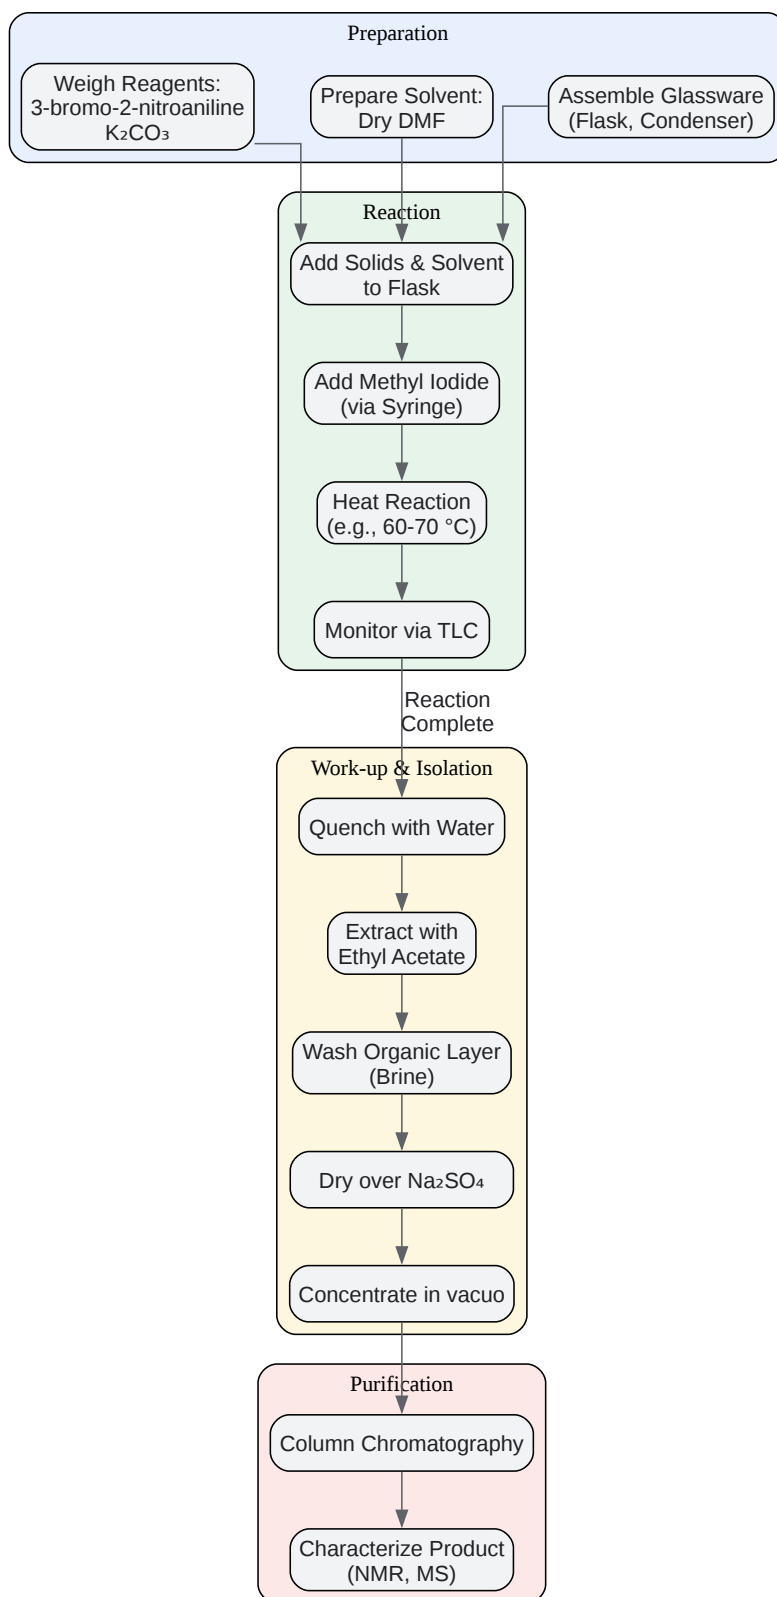 Preparation
Weigh Reagents:
3-bromo-2-nitroaniline
K₂CO₃
Prepare Solvent:
Dry DMF
Assemble Glassware
(Flask, Condenser)
Reaction
Add Solids & Solvent
to Flask
Add Methyl Iodide
(via Syringe)
Heat Reaction
(e.g., 60-70 °C)
Monitor via TLC
Reaction
Complete
Work-up & Isolation
Quench with Water
Extract with
Ethyl Acetate
Wash Organic Layer
(Brine)
Dry over Na₂SO₄
Concentrate in vacuo
Purification
Column Chromatography
Characterize Product
(NMR, MS)